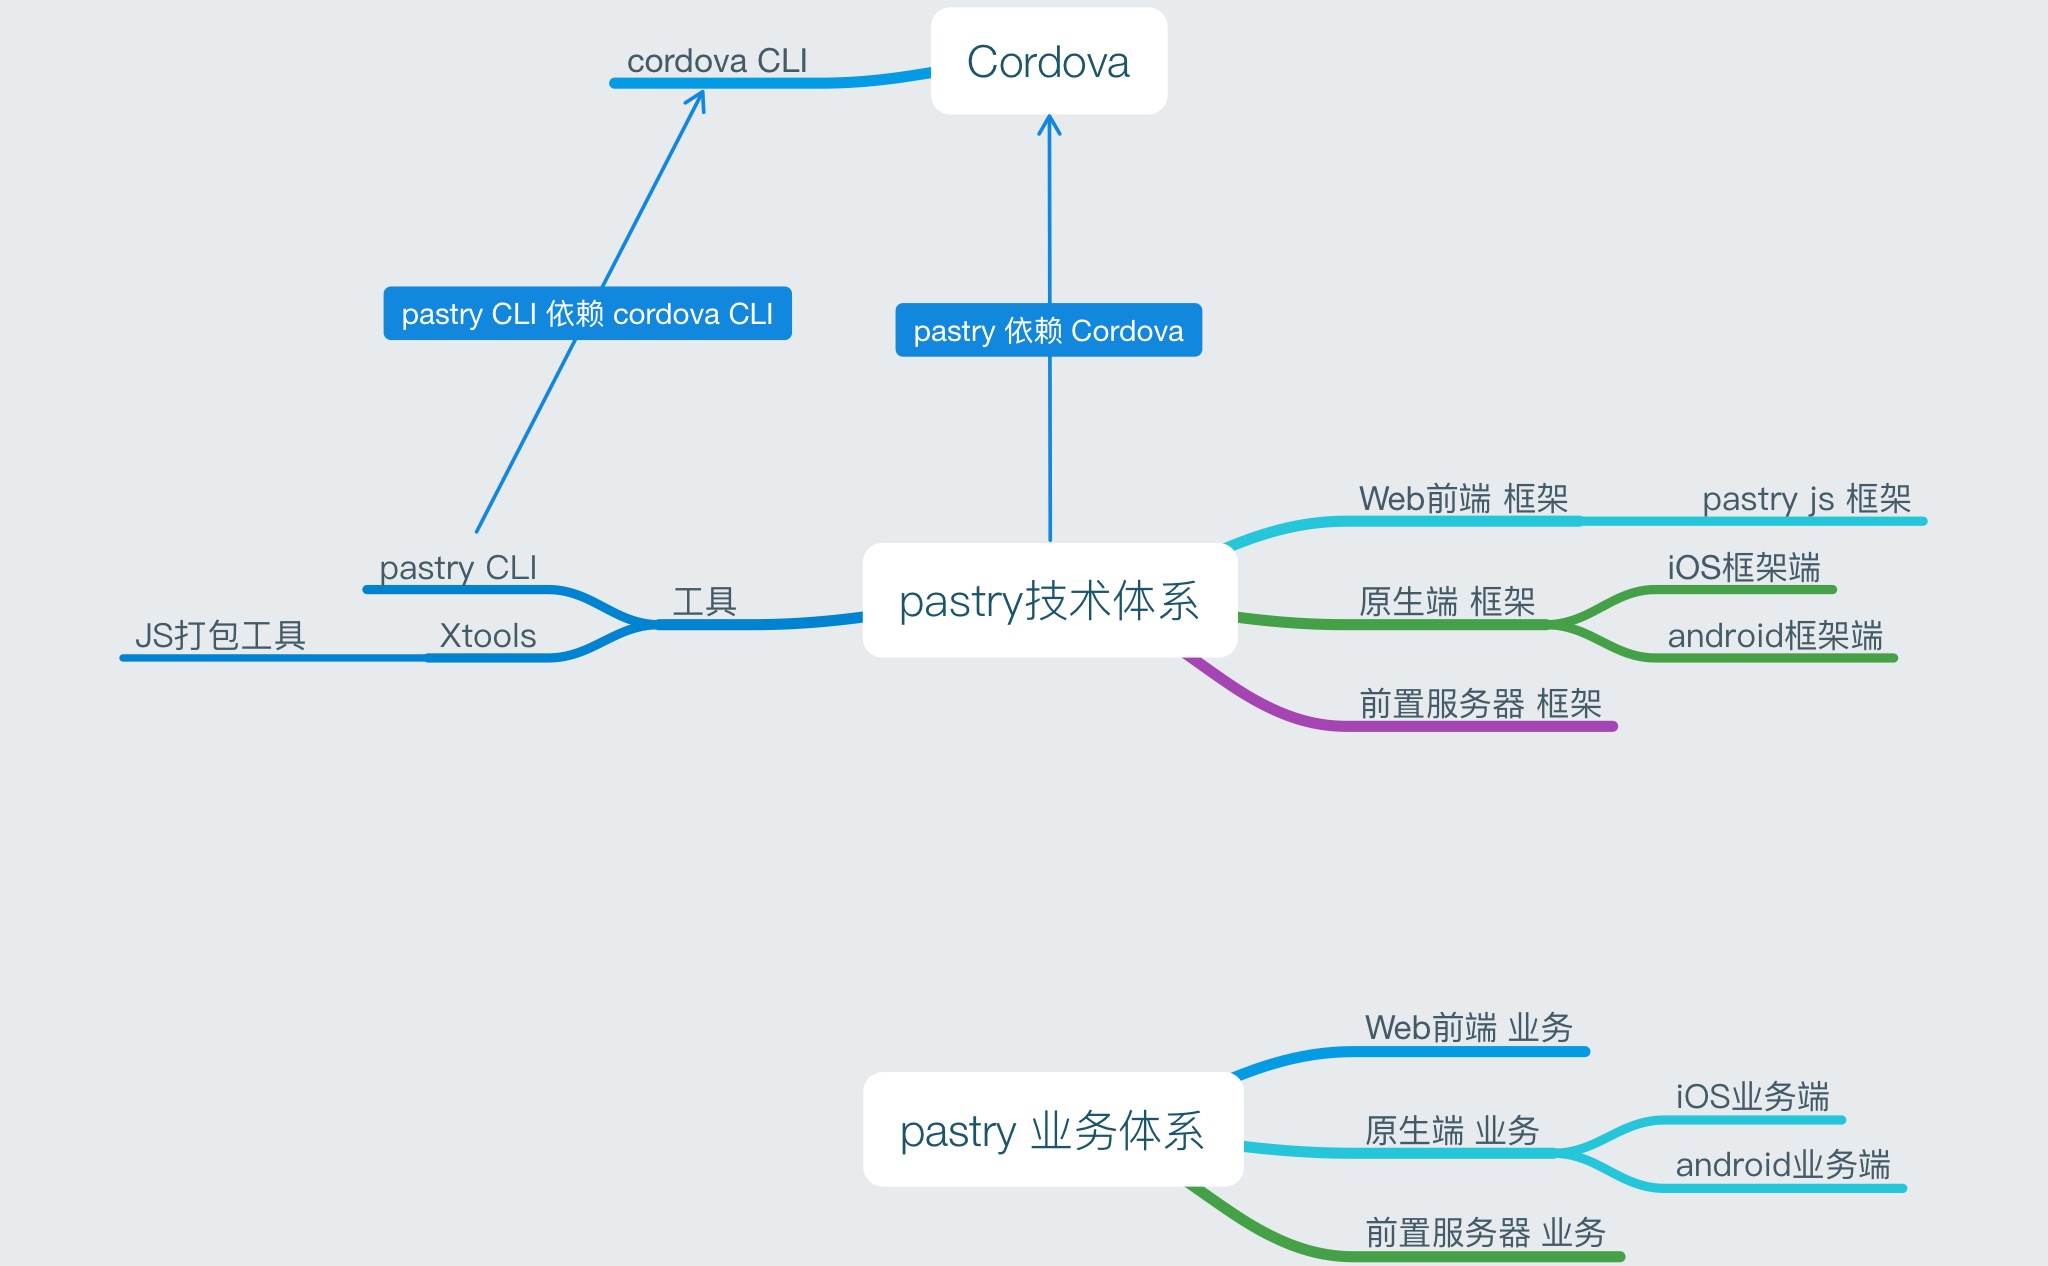 cordova CLI
Cordova
pastry CLI 依赖 cordova CLI
pastry 依赖 Cordova
Web前端 框架
pastry js 框架
pastry CLI
工具
pastry技术体系
原生端 框架
iOS框架端
JS打包工具
Xtools
android框架端
前置服务器 框架
Web前端 业务
pastry 业务体系
原生端 业务
iOS业务端
android业务端
前置服务器 业务